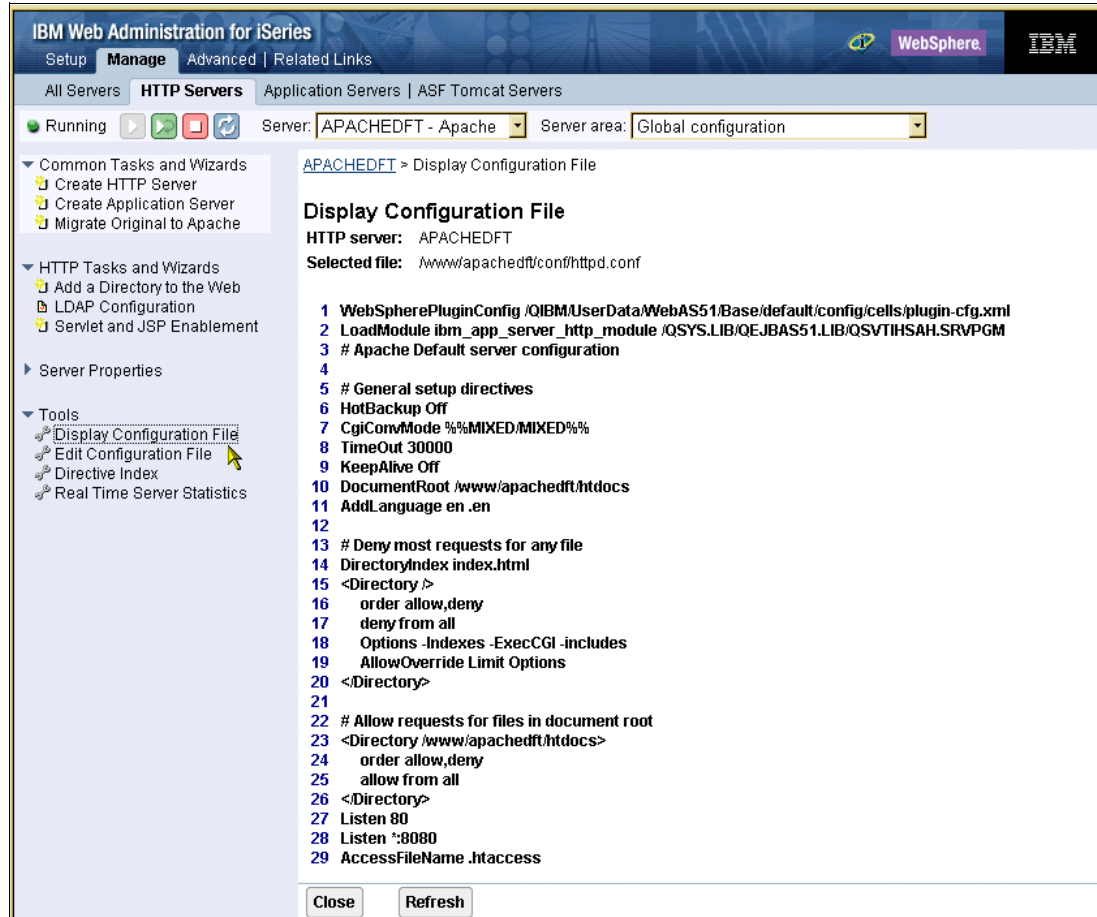 IBM Web Administration for iSeries
WebSphere.
IBM
Setup Manage Advanced | Related Links
All Servers HTTP Servers Application Servers | ASF Tomcat Servers
Running Server: APACHEDFT - Apache Server area: Global configuration
Common Tasks and Wizards
Create HTTP Server
Create Application Server
Migrate Original to Apache
HTTP Tasks and Wizards
Add a Directory to the Web
LDAP Configuration
Servlet and JSP Enablement
Server Properties
Tools
Display Configuration File
Edit Configuration File
Directive Index
Real Time Server Statistics
APACHEDFT > Display Configuration File
Display Configuration File
HTTP server: APACHEDFT
Selected file: /www/apachedft/conf/httpd.conf
1 WebSpherePluginConfig /QIBM/UserData/WebAS51/Base/default/config/cells/plugin-cfg.xml
2 LoadModule ibm_app_server_http_module /QSYS.LIB/QEJBAS51.LIB/QSVTIHSAH.SRVPGM
3 # Apache Default server configuration
4
5 # General setup directives
6 HotBackup Off
7 CgiConvMode %%MIXED/MIXED%%
8 TimeOut 30000
9 KeepAlive Off
10 DocumentRoot /www/apachedft/htdocs
11 AddLanguage en .en
12
13 # Deny most requests for any file
14 DirectoryIndex index.html
15 <Directory />
16 order allow,deny
17 deny from all
18 Options -Indexes -ExecCGI -includes
19 AllowOverride Limit Options
20 </Directory>
21
22 # Allow requests for files in document root
23 <Directory /www/apachedft/htdocs>
24 order allow,deny
25 allow from all
26 </Directory>
27 Listen 80
28 Listen *:8080
29 AccessFileName .htaccess
Close Refresh